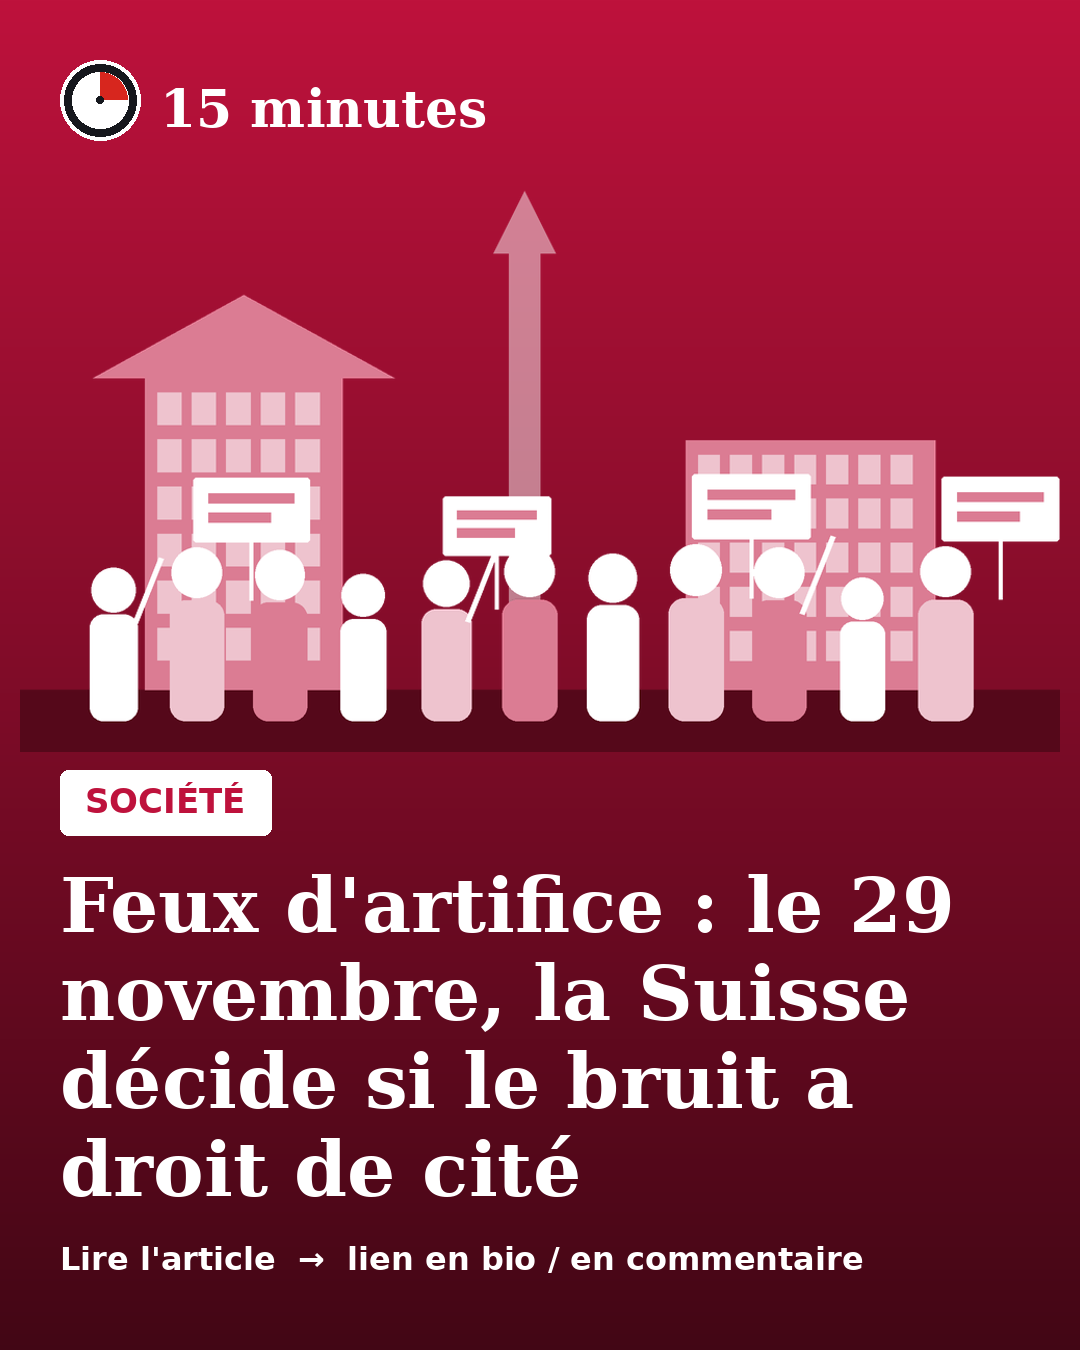 15 minutes
SOCIÉTÉ
Feux d'artifice : le 29
novembre, la Suisse
décide si le bruit a
droit de cité
Lire l'article → lien en bio / en commentaire